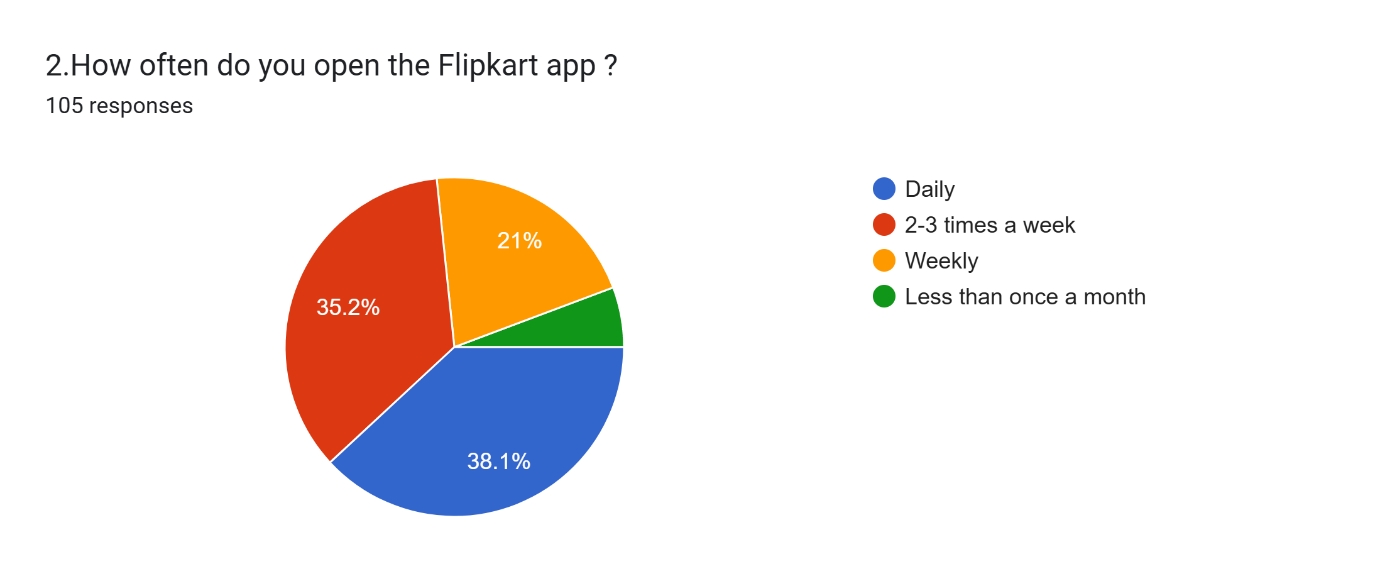 2.How often do you open the Flipkart app ?
105 responses
21%
35.2%
38.1%
Daily
2-3 times a week
Weekly
Less than once a month